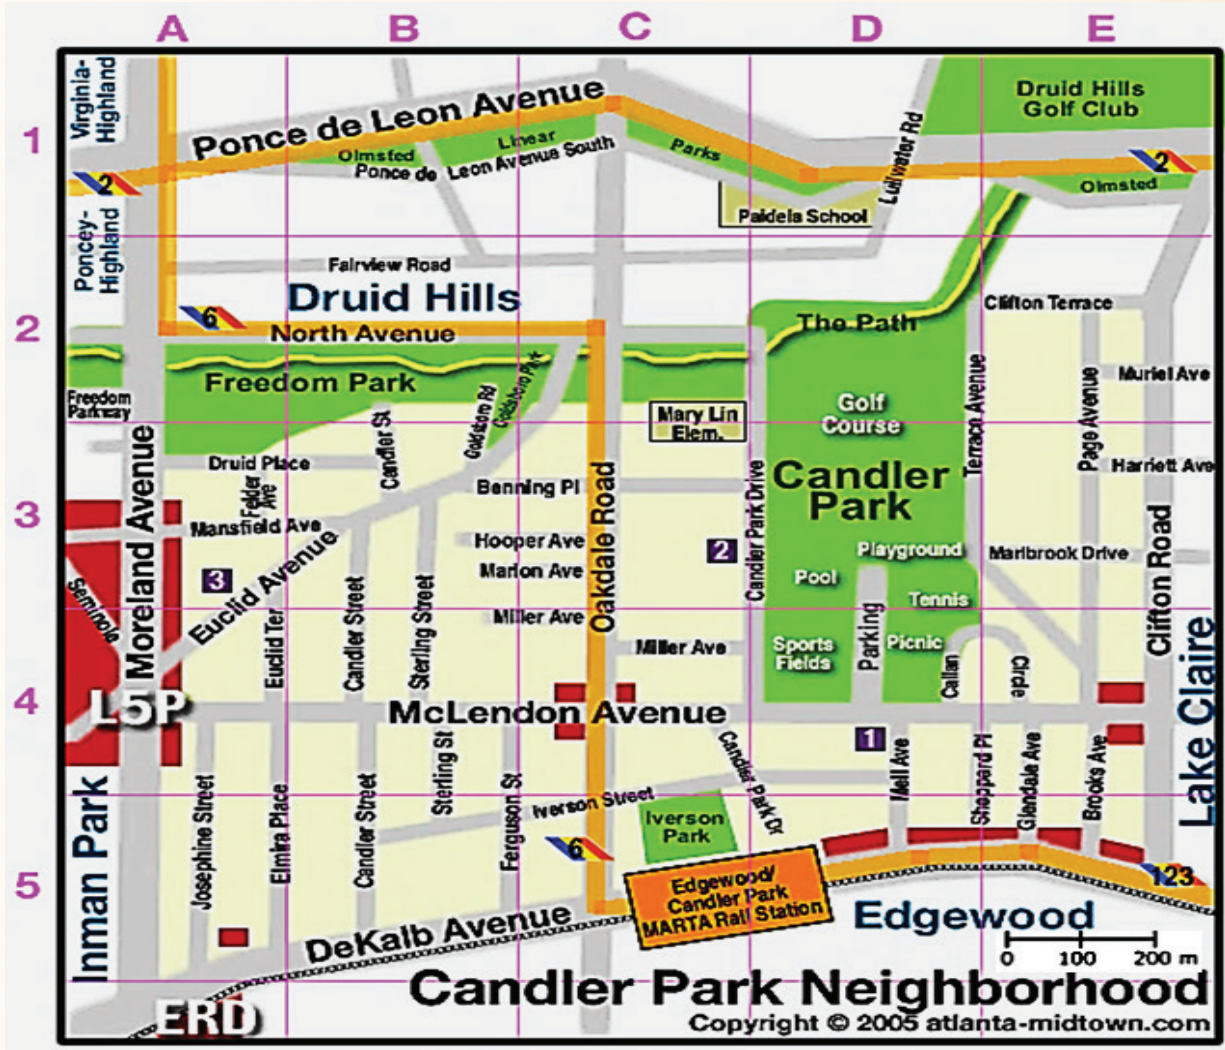 A
B
C
D
E
1
2
3
4
5
Virginia-
Highland
Ponce de Leon Avenue
Olmsted
Linear
Parks
Ponce de Leon Avenue South
Lullwater Rd
Druid Hills
Golf Club
2
2
Olmsted
Paideia School
Poncey-
Highland
Fairview Road
Druid Hills
6
North Avenue
Clifton Terrace
The Path
Freedom Park
Freedom
Parkway
Goldsboro Rd
Goldsboro Park
Mary Lin
Elem.
Golf
Course
Terrace Avenue
Page Avenue
Muriel Ave
Candler St
Druid Place
Felder
Ave
Moreland Avenue
Benning Pl
Oakdale Road
Candler Park Drive
Candler
Park
Harriett Ave
Mansfield Ave
Hooper Ave
2
Playground
Marlbrook Drive
Clifton Road
3
Marion Ave
Pool
Tennis
Seminole
Euclid Avenue
Euclid Ter
Candler Street
Sterling Street
Miller Ave
Miller Ave
Sports
Fields
Parking
Picnic
Callan
Circle
Lake Claire
L5P
McLendon Avenue
1
Candler Park Dr
Mell Ave
Sheppard Pl
Glendale Ave
Brooks Ave
Inman Park
Josephine Street
Elmira Place
Candler Street
Sterling St
Ferguson St
Iverson Street
Iverson
Park
6
123
Edgewood/
Candler Park
MARTA Rail Station
DeKalb Avenue
Edgewood
0 100 200 m
ERD
Candler Park Neighborhood
Copyright © 2005 atlanta-midtown.com